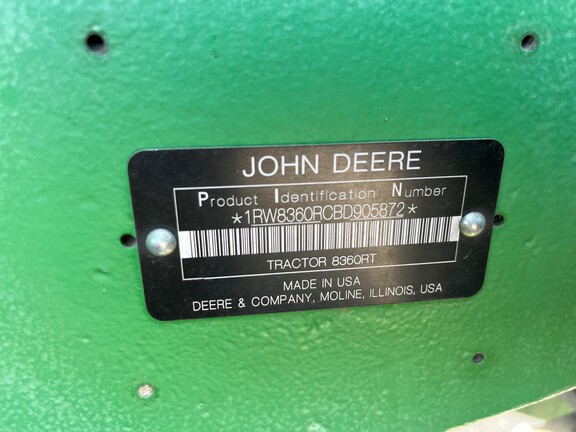 JOHN DEERE
Product Identification Number
*1RW8360RCBD905872*
TRACTOR 8360RT
MADE IN USA
DEERE & COMPANY, MOLINE, ILLINOIS, USA